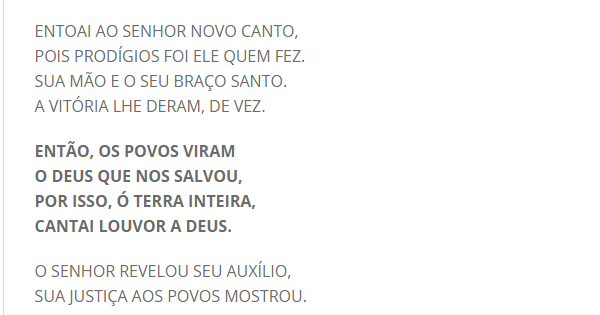 ENTOAI AO SENHOR NOVO CANTO,
POIS PRODÍGIOS FOI ELE QUEM FEZ.
SUA MÃO E O SEU BRAÇO SANTO.
A VITÓRIA LHE DERAM, DE VEZ.
ENTÃO, OS POVOS VIRAM
O DEUS QUE NOS SALVOU,
POR ISSO, Ó TERRA INTEIRA,
CANTAI LOUVOR A DEUS.
O SENHOR REVELOU SEU AUXÍLIO,
SUA JUSTIÇA AOS POVOS MOSTROU.